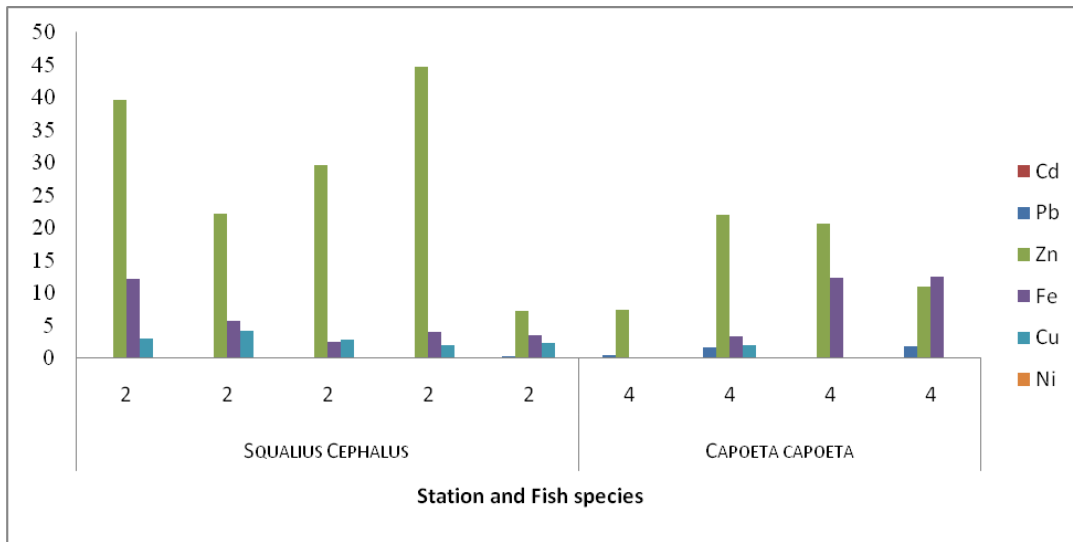 50
45
40
35
30
25
20
15
10
5
0
2 2 2 2 2 4 4 4 4
SQUALIUS CEPHALUS CAPOETA CAPOETA
Station and Fish species
Cd
Pb
Zn
Fe
Cu
Ni